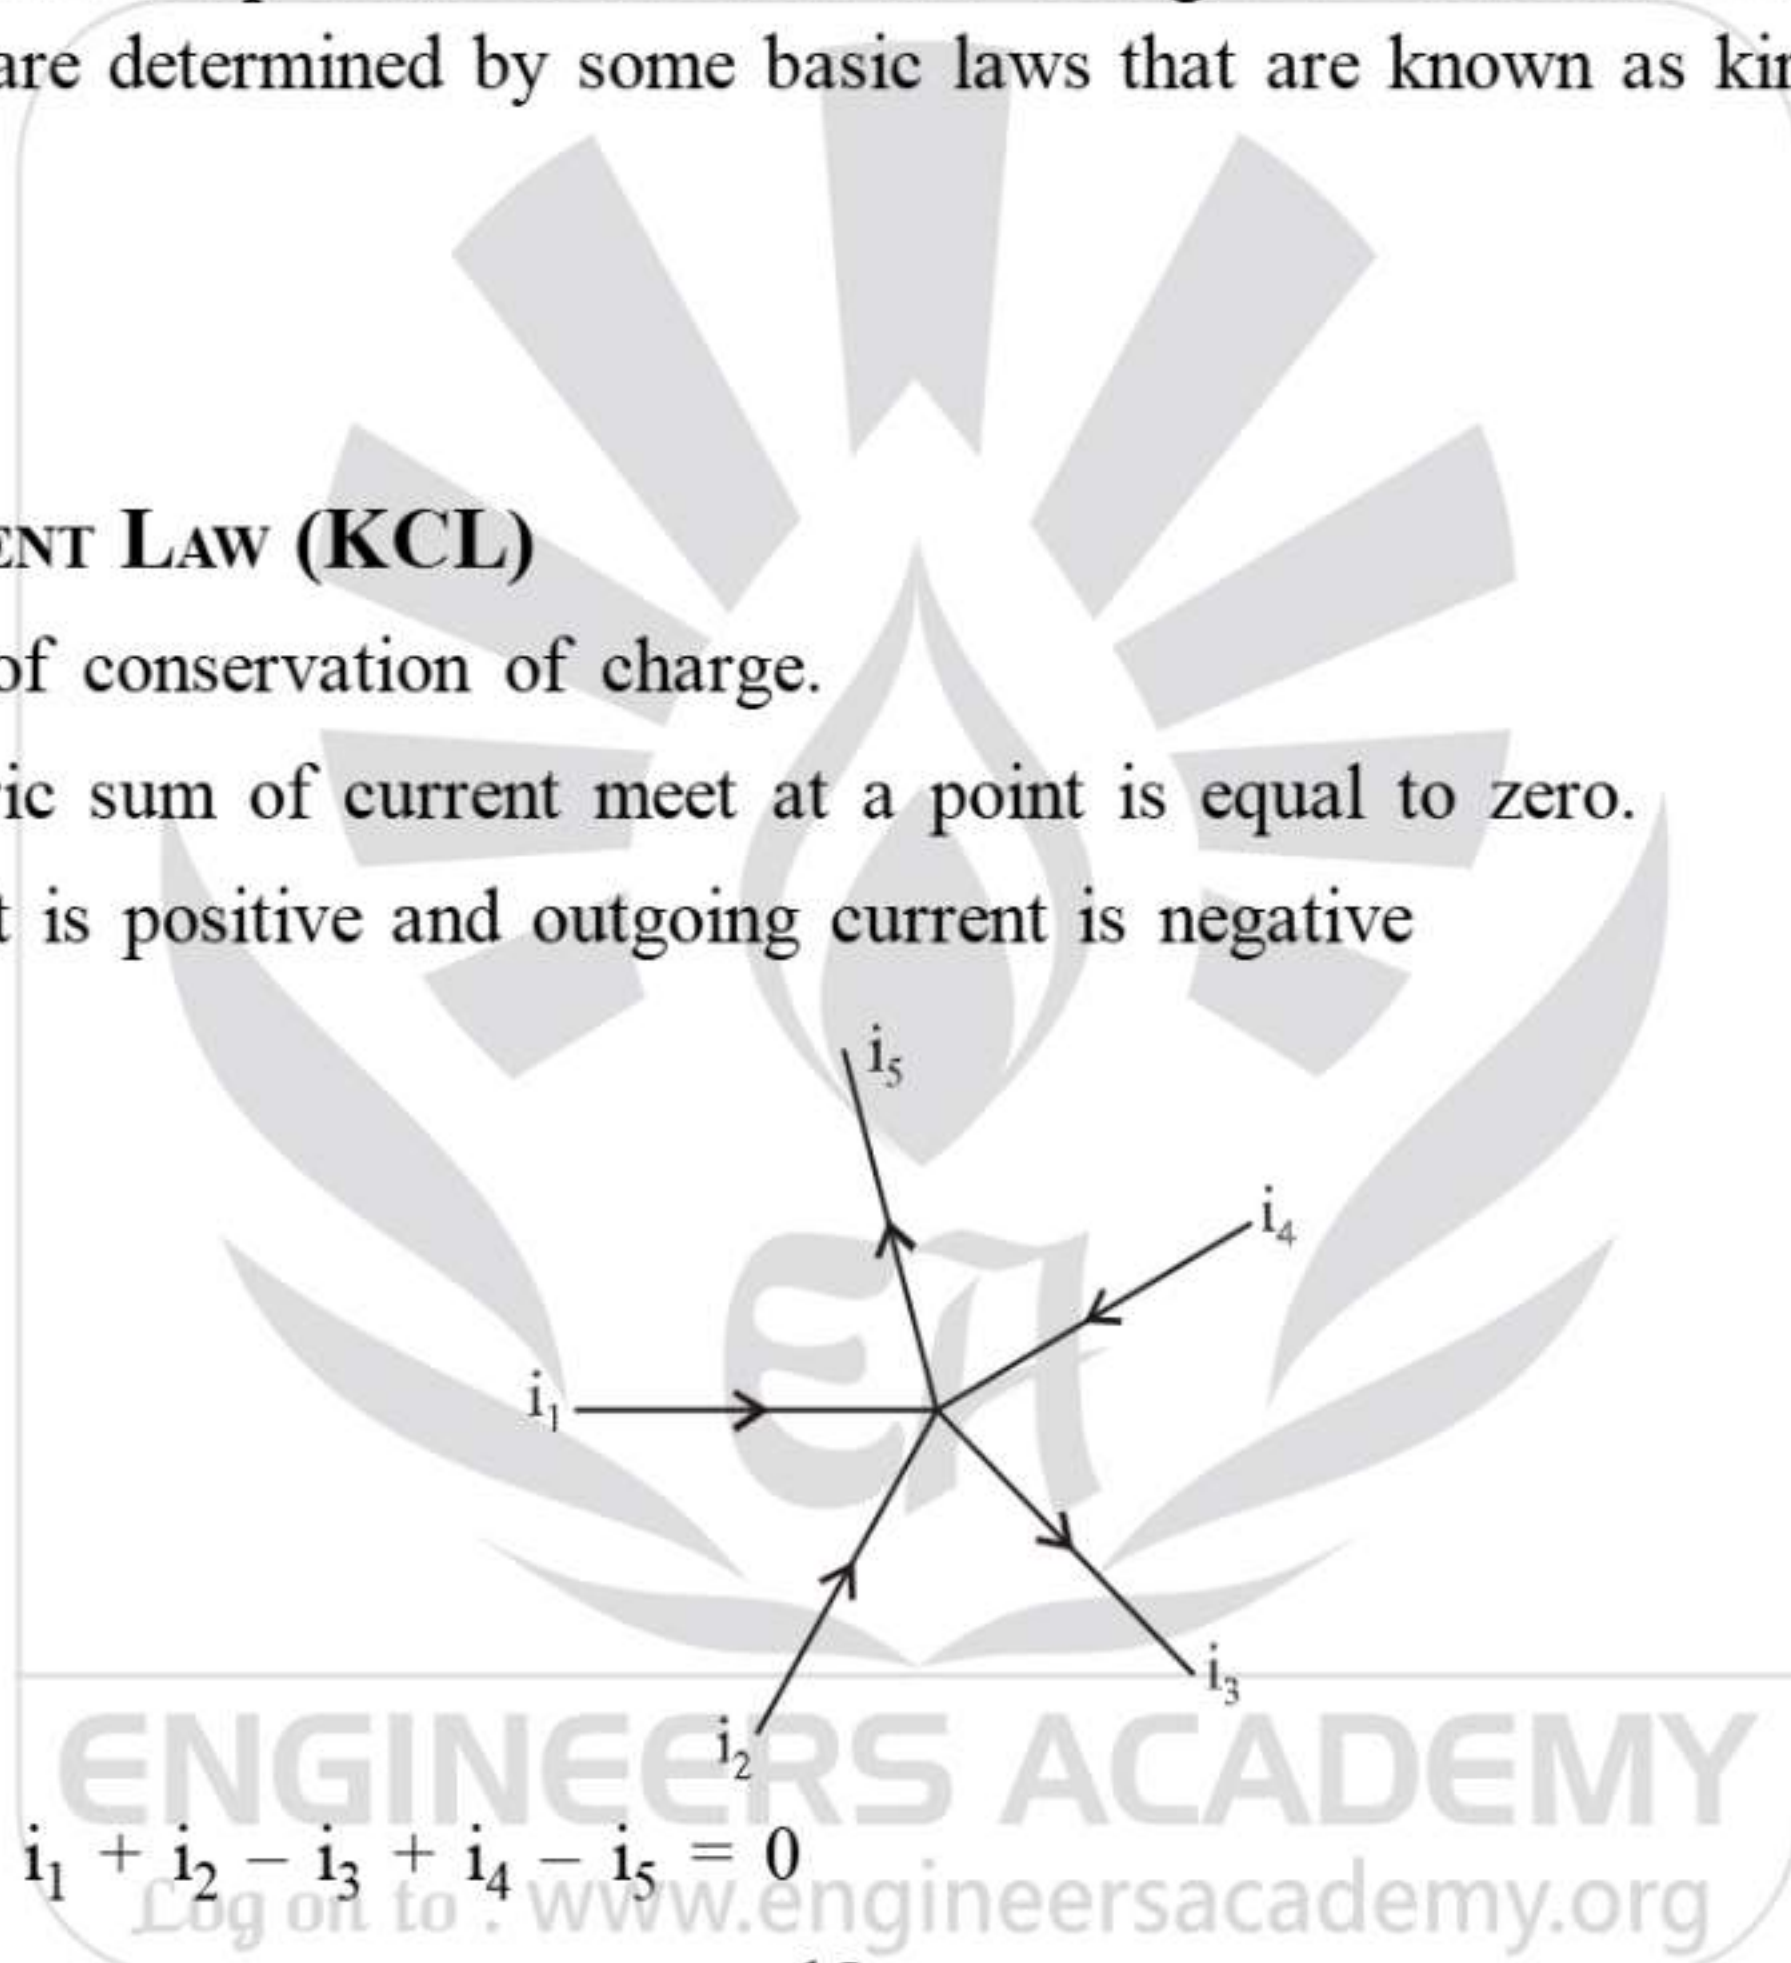 are determined by some basic laws that are known as
ENT LAW (KCL)
of conservation of charge.
ic sum of current meet at a point is equal to zero.
t is positive and outgoing current is negative
i₅
i₄
i₁
i₃
i₂
ENGINEERS ACADEMY
i₁ + i₂ − i₃ + i₄ − i₅ = 0
Log on to : www.engineersacademy.org